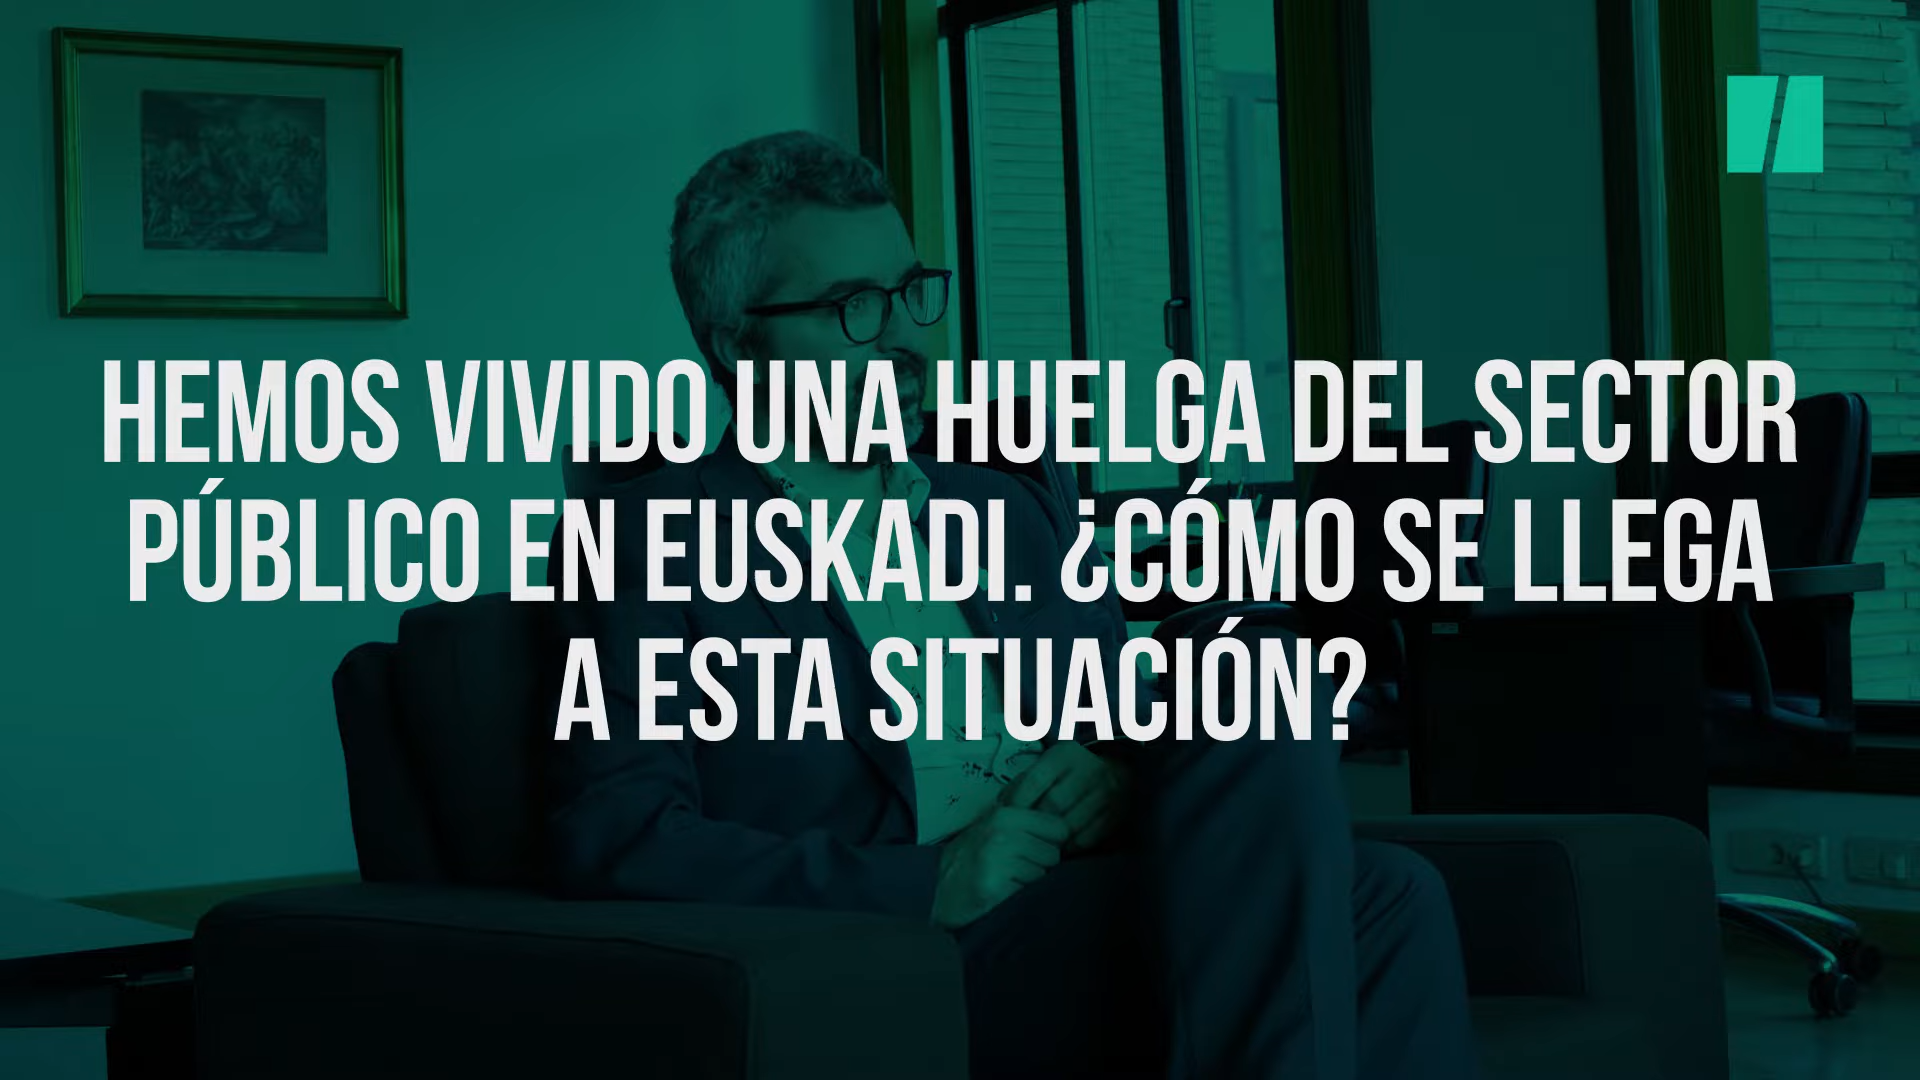 HEMOS VIVIDO UNA HUELGA DEL SECTOR
PÚBLICO EN EUSKADI. ¿CÓMO SE LLEGA
A ESTA SITUACIÓN?